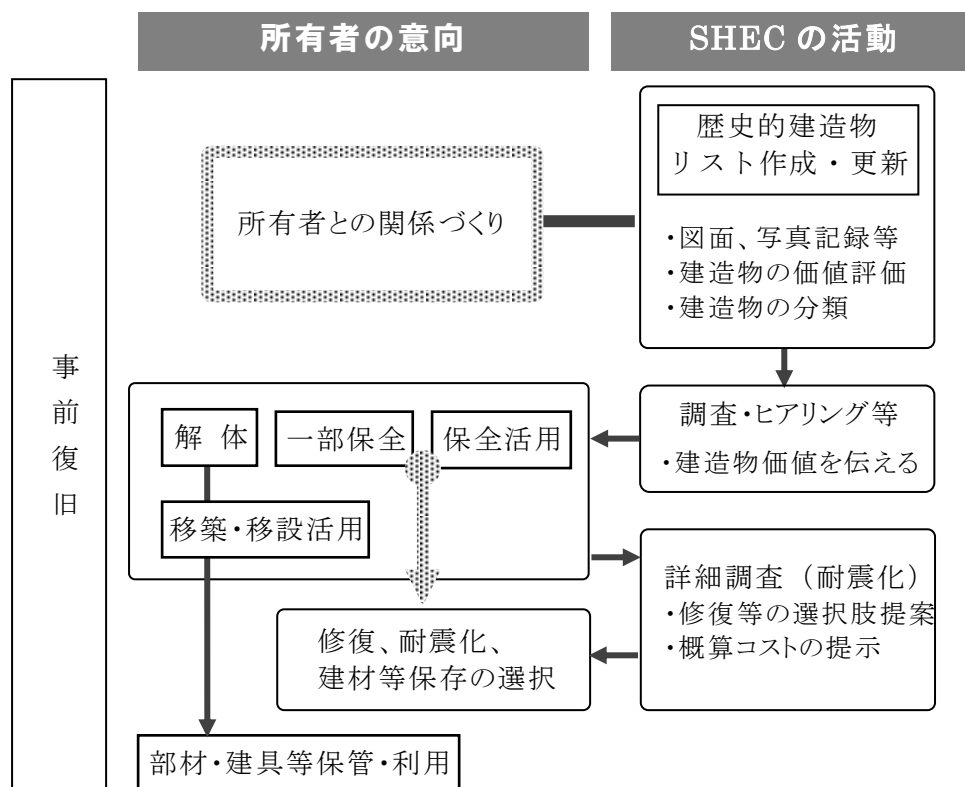 所有者の意向
SHEC の活動
事前復旧
歴史的建造物
リスト作成・更新
所有者との関係づくり
・図面、写真記録等
・建造物の価値評価
・建造物の分類
調査・ヒアリング等
・建造物価値を伝える
解 体
一部保全
保全活用
移築・移設活用
詳細調査（耐震化）
・修復等の選択肢提案
・概算コストの提示
修復、耐震化、
建材等保存の選択
部材・建具等保管・利用